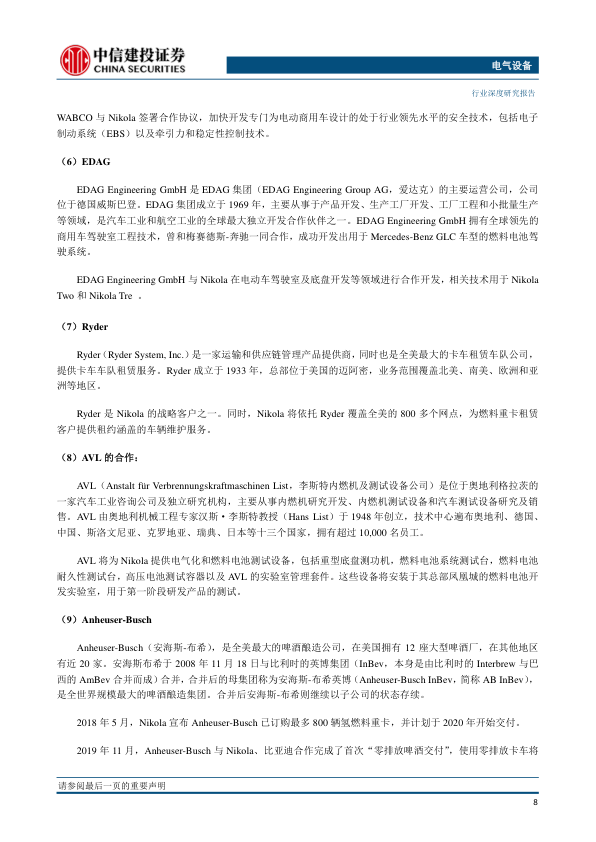 中信建投证券
CHINA SECURITIES
电气设备
行业深度研究报告
WABCO 与 Nikola 签署合作协议，加快开发专门为电动商用车设计的处于行业领先水平的安全技术，包括电子
制动系统（EBS）以及牵引力和稳定性控制技术。
（6）EDAG
EDAG Engineering GmbH 是 EDAG 集团（EDAG Engineering Group AG，爱达克）的主要运营公司，公司
位于德国威斯巴登。EDAG 集团成立于 1969 年，主要从事于产品开发、生产工厂开发、工厂工程和小批量生产
等领域，是汽车工业和航空工业的全球最大独立开发合作伙伴之一。EDAG Engineering GmbH 拥有全球领先的
商用车驾驶室工程技术，曾和梅赛德斯-奔驰一同合作，成功开发出用于 Mercedes-Benz GLC 车型的燃料电池驾
驶系统。
EDAG Engineering GmbH 与 Nikola 在电动车驾驶室及底盘开发等领域进行合作开发，相关技术用于 Nikola
Two 和 Nikola Tre 。
（7）Ryder
Ryder（Ryder System, Inc.）是一家运输和供应链管理产品提供商，同时也是全美最大的卡车租赁车队公司，
提供卡车车队租赁服务。Ryder 成立于 1933 年，总部位于美国的迈阿密，业务范围覆盖北美、南美、欧洲和亚
洲等地区。
Ryder 是 Nikola 的战略客户之一。同时，Nikola 将依托 Ryder 覆盖全美的 800 多个网点，为燃料重卡租赁
客户提供租约涵盖的车辆维护服务。
（8）AVL 的合作：
AVL（Anstalt für Verbrennungskraftmaschinen List，李斯特内燃机及测试设备公司）是位于奥地利格拉茨的
一家汽车工业咨询公司及独立研究机构，主要从事内燃机研究开发、内燃机测试设备和汽车测试设备研究及销
售。AVL 由奥地利机械工程专家汉斯·李斯特教授（Hans List）于 1948 年创立，技术中心遍布奥地利、德国、
中国、斯洛文尼亚、克罗地亚、瑞典、日本等十三个国家，拥有超过 10,000 名员工。
AVL 将为 Nikola 提供电气化和燃料电池测试设备，包括重型底盘测功机，燃料电池系统测试台，燃料电池
耐久性测试台，高压电池测试容器以及 AVL 的实验室管理套件。这些设备将安装于其总部凤凰城的燃料电池开
发实验室，用于第一阶段研发产品的测试。
（9）Anheuser-Busch
Anheuser-Busch（安海斯-布希），是全美最大的啤酒酿造公司，在美国拥有 12 座大型啤酒厂，在其他地区
有近 20 家。安海斯布希于 2008 年 11 月 18 日与比利时的英博集团（InBev，本身是由比利时的 Interbrew 与巴
西的 AmBev 合并而成）合并，合并后的母集团称为安海斯-布希英博（Anheuser-Busch InBev，简称 AB InBev），
是全世界规模最大的啤酒酿造集团。合并后安海斯-布希则继续以子公司的状态存续。
2018 年 5 月，Nikola 宣布 Anheuser-Busch 已订购最多 800 辆氢燃料重卡，并计划于 2020 年开始交付。
2019 年 11 月，Anheuser-Busch 与 Nikola、比亚迪合作完成了首次“零排放啤酒交付”，使用零排放卡车将
请参阅最后一页的重要声明
8